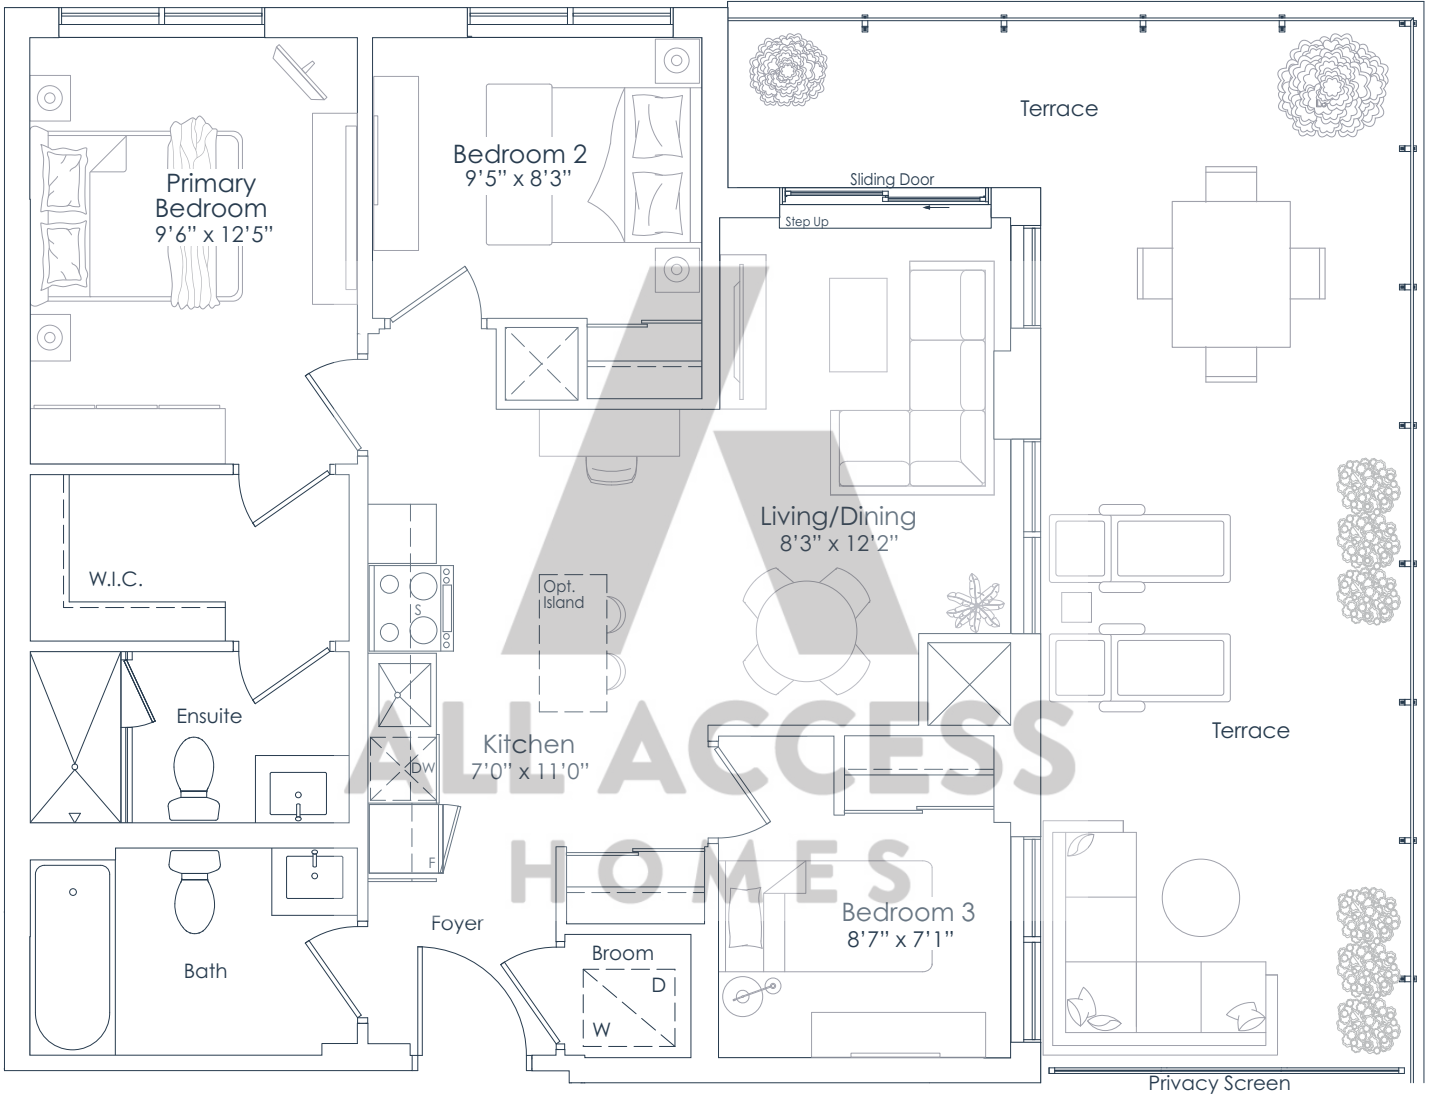 Terrace
Bedroom 2
9'5" x 8'3"
Primary
Bedroom
9'6" x 12'5"
Sliding Door
Step Up
Living/Dining
8'3" x 12'2"
W.I.C.
Opt.
Island
S
Ensuite
Terrace
Kitchen
7'0" x 11'0"
DW
ALL ACCESS
HOMES
F
Foyer
Bedroom 3
8'7" x 7'1"
Bath
Broom
D
W
Privacy Screen